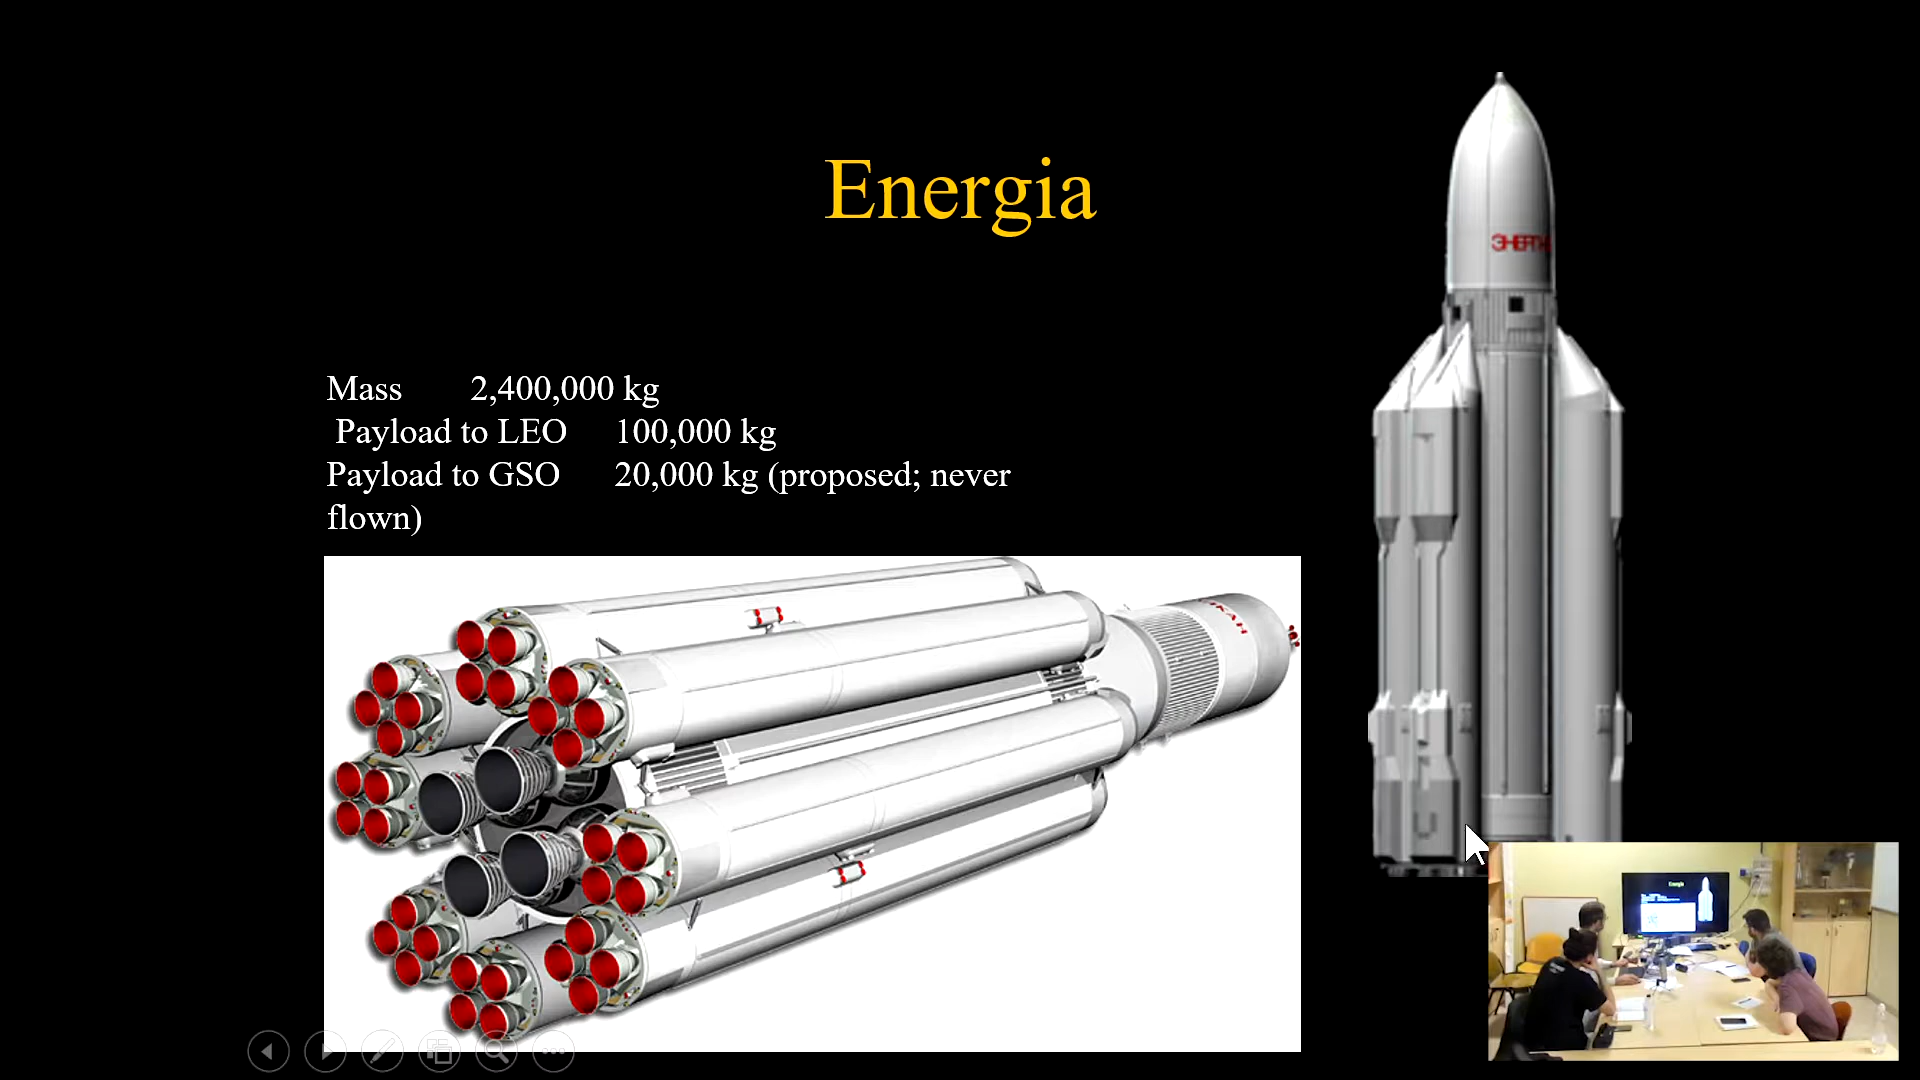 Energia
Mass 2,400,000 kg
Payload to LEO 100,000 kg
Payload to GSO 20,000 kg (proposed; never
flown)
Energia